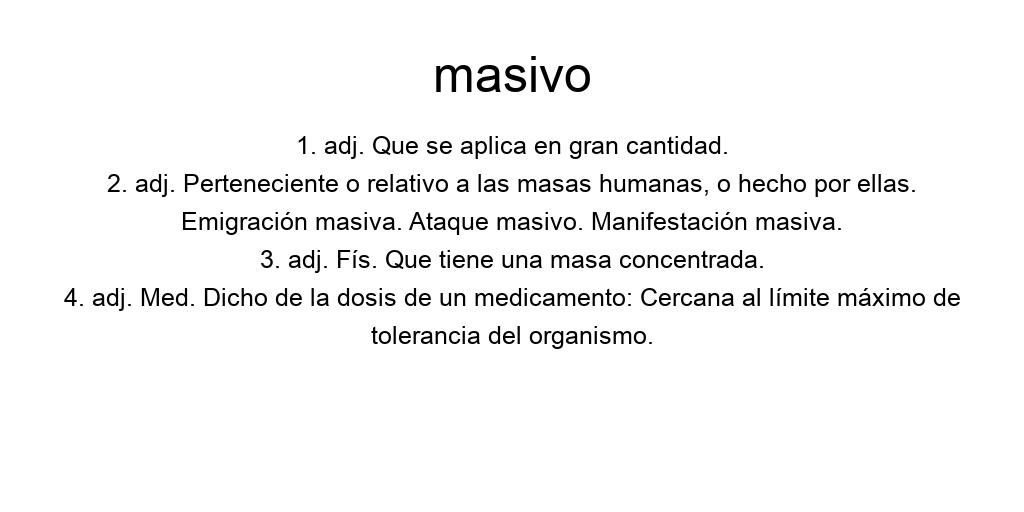 masivo
1. adj. Que se aplica en gran cantidad.
2. adj. Perteneciente o relativo a las masas humanas, o hecho por ellas.
Emigración masiva. Ataque masivo. Manifestación masiva.
3. adj. Fís. Que tiene una masa concentrada.
4. adj. Med. Dicho de la dosis de un medicamento: Cercana al límite máximo de
tolerancia del organismo.